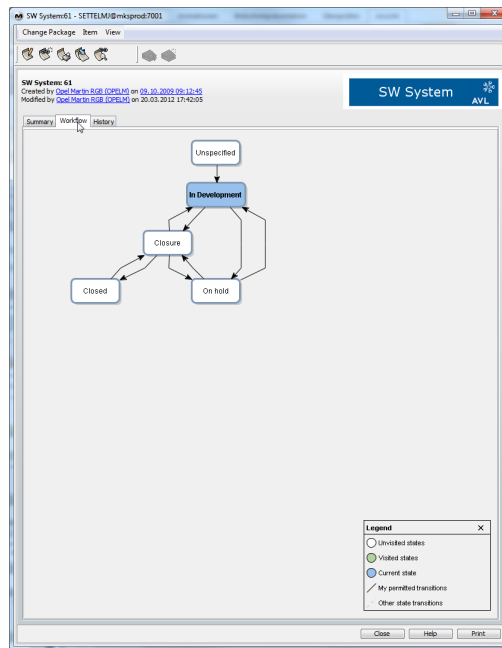 SW System:61 - SETTELMJ@mksprod:7001
Change Package Item View
SW System: 61
Created by Opel Martin RGB (OPELM) on 09.10.2009 09:12:45
Modified by Opel Martin RGB (OPELM) on 20.03.2012 17:42:05
SW System
AVL
Summary Workflow History
Unspecified
In Development
Closure
Closed
On hold
Legend
Unvisited states
Visited states
Current state
My permitted transitions
Other state transitions
Close Help Print